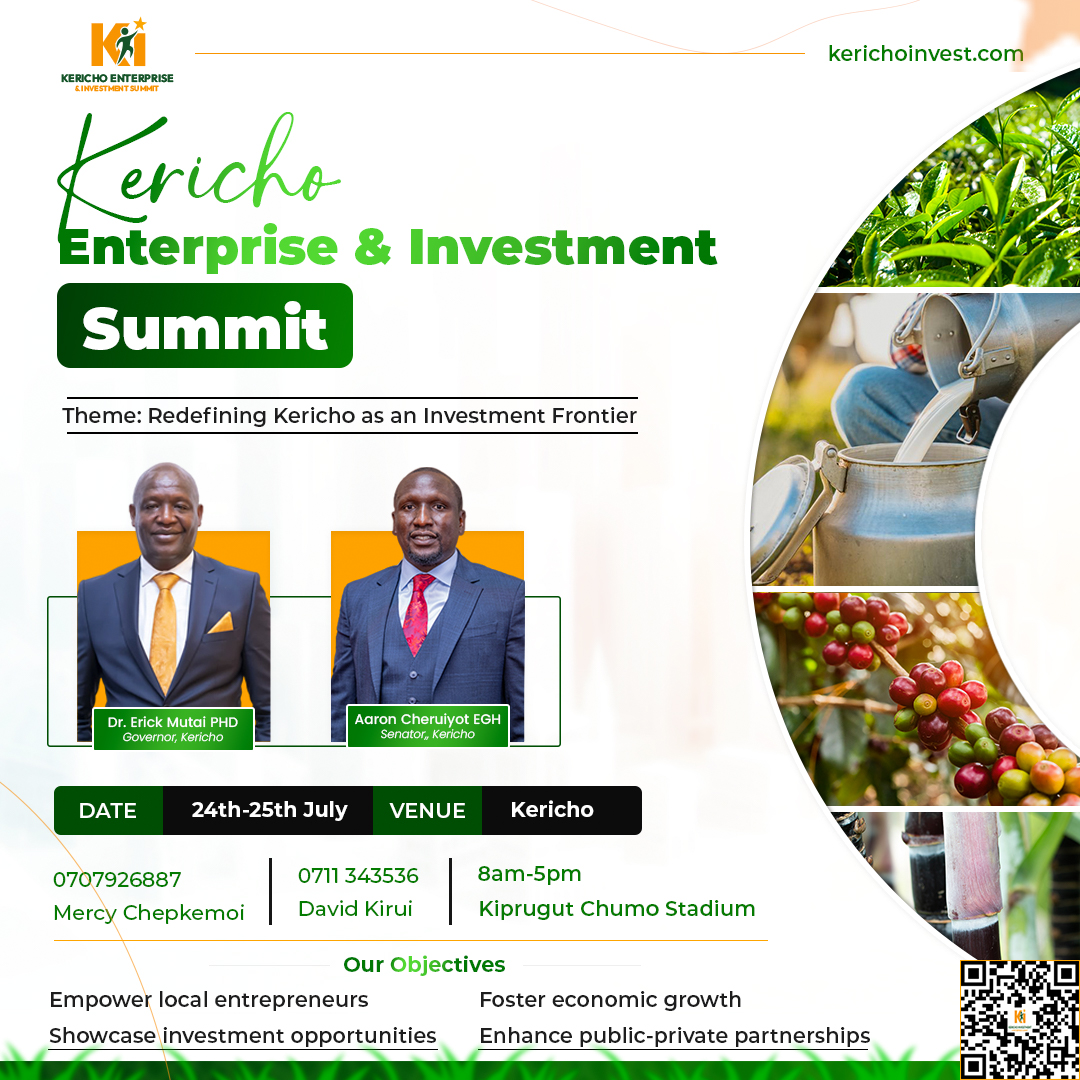 Ki
KERICHO ENTERPRISE
& INVESTMENT SUMMIT
kerichoinvest.com
Kericho
Enterprise & Investment
Summit
Theme: Redefining Kericho as an Investment Frontier
Dr. Erick Mutai PHD
Governor, Kericho
Aaron Cheruiyot EGH
Senator,, Kericho
DATE 24th-25th July VENUE Kericho
0707926887
Mercy Chepkemoi
0711 343536
David Kirui
8am-5pm
Kiprugut Chumo Stadium
Our Objectives
Empower local entrepreneurs
Foster economic growth
Showcase investment opportunities
Enhance public-private partnerships